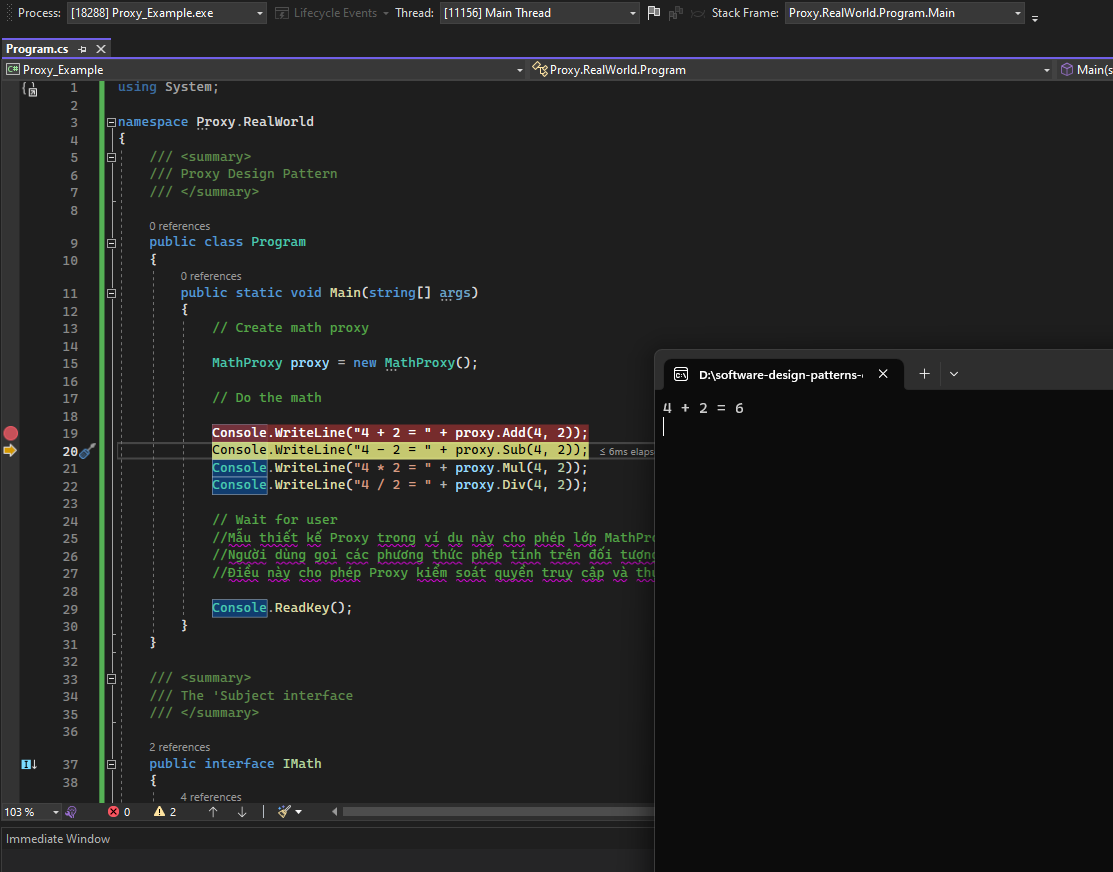 Process: [18288] Proxy_Example.exe Lifecycle Events Thread: [11156] Main Thread Stack Frame: Proxy.RealWorld.Program.Main
Program.cs
C# Proxy_Example Proxy.RealWorld.Program Main(s
1 using System;
2
3 namespace Proxy.RealWorld
4 {
5 /// <summary>
6 /// Proxy Design Pattern
7 /// </summary>
8
0 references
9 public class Program
10 {
0 references
11 public static void Main(string[] args)
12 {
13 // Create math proxy
14
15 MathProxy proxy = new MathProxy();
16
17 // Do the math
18
19 Console.WriteLine("4 + 2 = " + proxy.Add(4, 2));
20 Console.WriteLine("4 - 2 = " + proxy.Sub(4, 2)); ≤ 6ms elaps
21 Console.WriteLine("4 * 2 = " + proxy.Mul(4, 2));
22 Console.WriteLine("4 / 2 = " + proxy.Div(4, 2));
23
24 // Wait for user
25 //Mẫu thiết kế Proxy trong ví dụ này cho phép lớp MathPro
26 //Người dùng gọi các phương thức phép tính trên đối tượng
27 //Điều này cho phép Proxy kiểm soát quyền truy cập và thự
28
29 Console.ReadKey();
30 }
31 }
32
33 /// <summary>
34 /// The 'Subject interface
35 /// </summary>
36
2 references
37 public interface IMath
38 {
4 references
103 % 0 2
Immediate Window
D:\software-design-patterns-
4 + 2 = 6